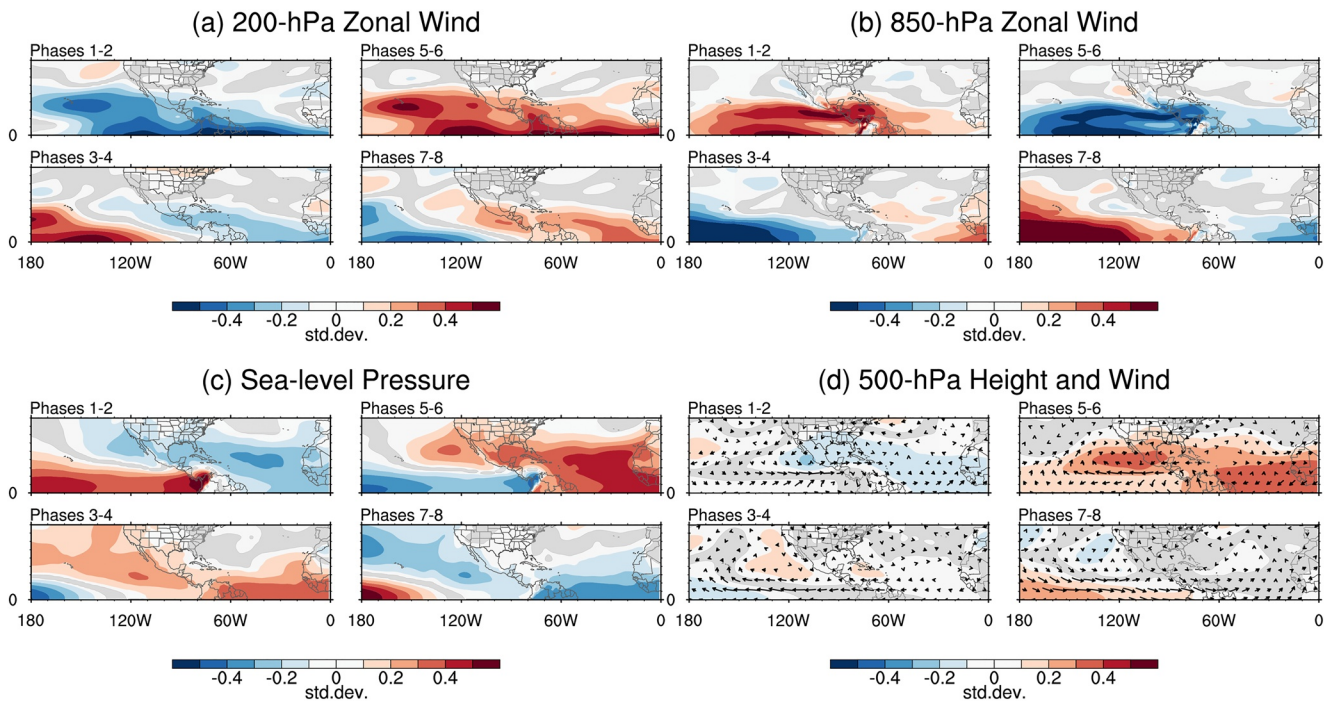 (a) 200-hPa Zonal Wind
Phases 1-2
Phases 5-6
0
Phases 3-4
Phases 7-8
0
180 120W 60W 180 120W 60W 0
-0.4 -0.2 0 0.2 0.4
std.dev.
(b) 850-hPa Zonal Wind
Phases 1-2
Phases 5-6
0
Phases 3-4
Phases 7-8
0
180 120W 60W 180 120W 60W 0
-0.4 -0.2 0 0.2 0.4
std.dev.
(c) Sea-level Pressure
Phases 1-2
Phases 5-6
0
Phases 3-4
Phases 7-8
0
180 120W 60W 180 120W 60W 0
-0.4 -0.2 0 0.2 0.4
std.dev.
(d) 500-hPa Height and Wind
Phases 1-2
Phases 5-6
0
Phases 3-4
Phases 7-8
0
180 120W 60W 180 120W 60W 0
-0.4 -0.2 0 0.2 0.4
std.dev.